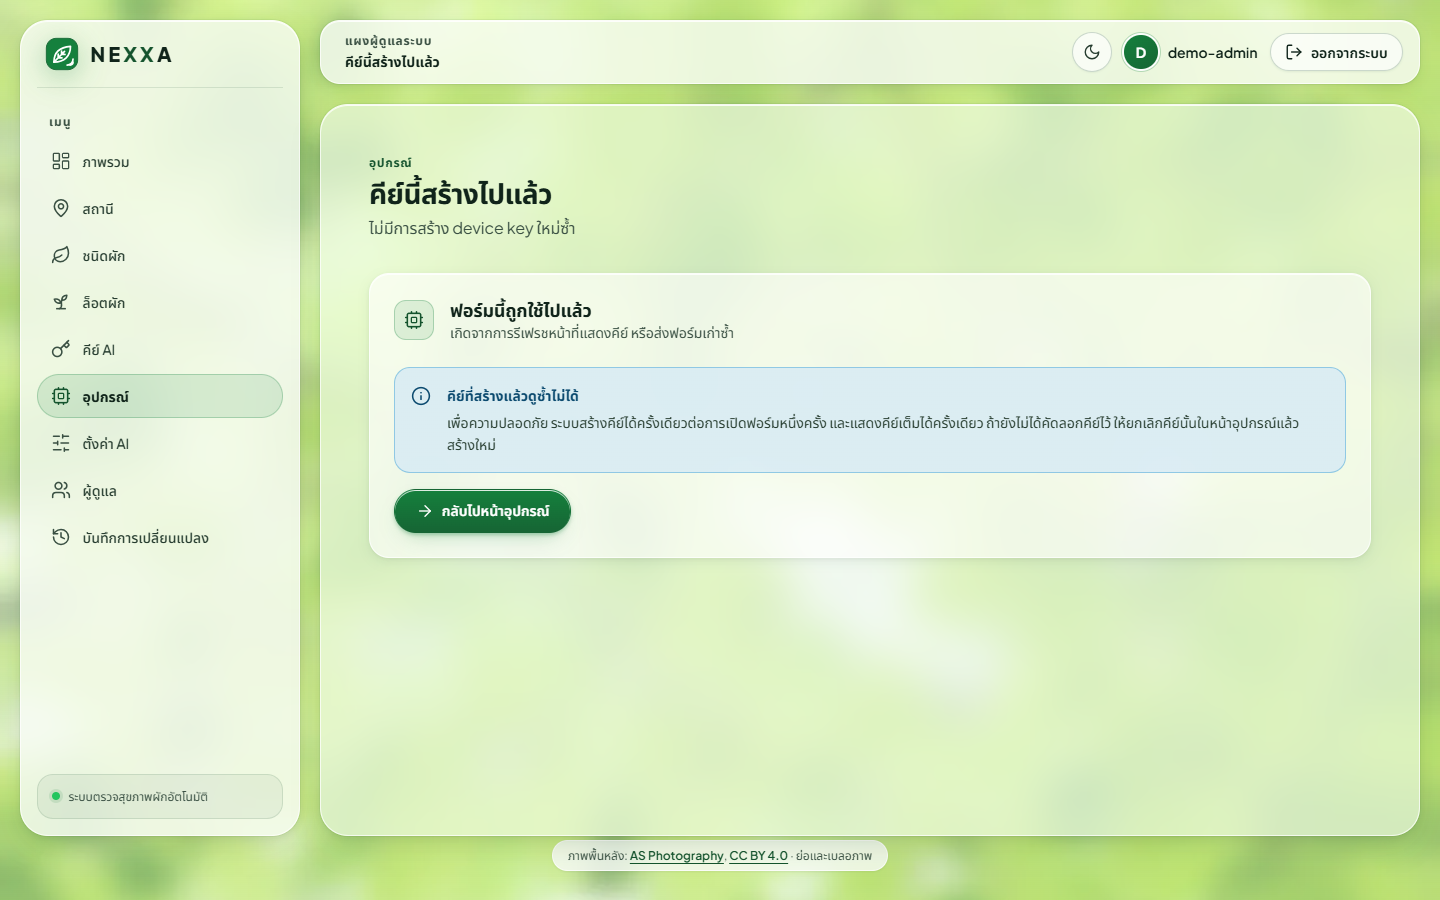 NEXXA
เมนู
ภาพรวม
สถานี
ชนิดผัก
ล็อตผัก
คีย์ AI
อุปกรณ์
ตั้งค่า AI
ผู้ดูแล
บันทึกการเปลี่ยนแปลง
ระบบตรวจสุขภาพผักอัตโนมัติ
แผงผู้ดูแลระบบ
คีย์นี้สร้างไปแล้ว
D demo-admin ออกจากระบบ
อุปกรณ์
คีย์นี้สร้างไปแล้ว
ไม่มีการสร้าง device key ใหม่ซ้ำ
ฟอร์มนี้ถูกใช้ไปแล้ว
เกิดจากการรีเฟรชหน้าที่แสดงคีย์ หรือส่งฟอร์มเก่าซ้ำ
คีย์ที่สร้างแล้วดูซ้ำไม่ได้
เพื่อความปลอดภัย ระบบสร้างคีย์ได้ครั้งเดียวต่อการเปิดฟอร์มหนึ่งครั้ง และแสดงคีย์เต็มได้ครั้งเดียว ถ้ายังไม่ได้คัดลอกคีย์ไว้ ให้ยกเลิกคีย์นั้นในหน้าอุปกรณ์แล้ว
สร้างใหม่
กลับไปหน้าอุปกรณ์
ภาพพื้นหลัง: AS Photography, CC BY 4.0 · ย่อและเบลอภาพ